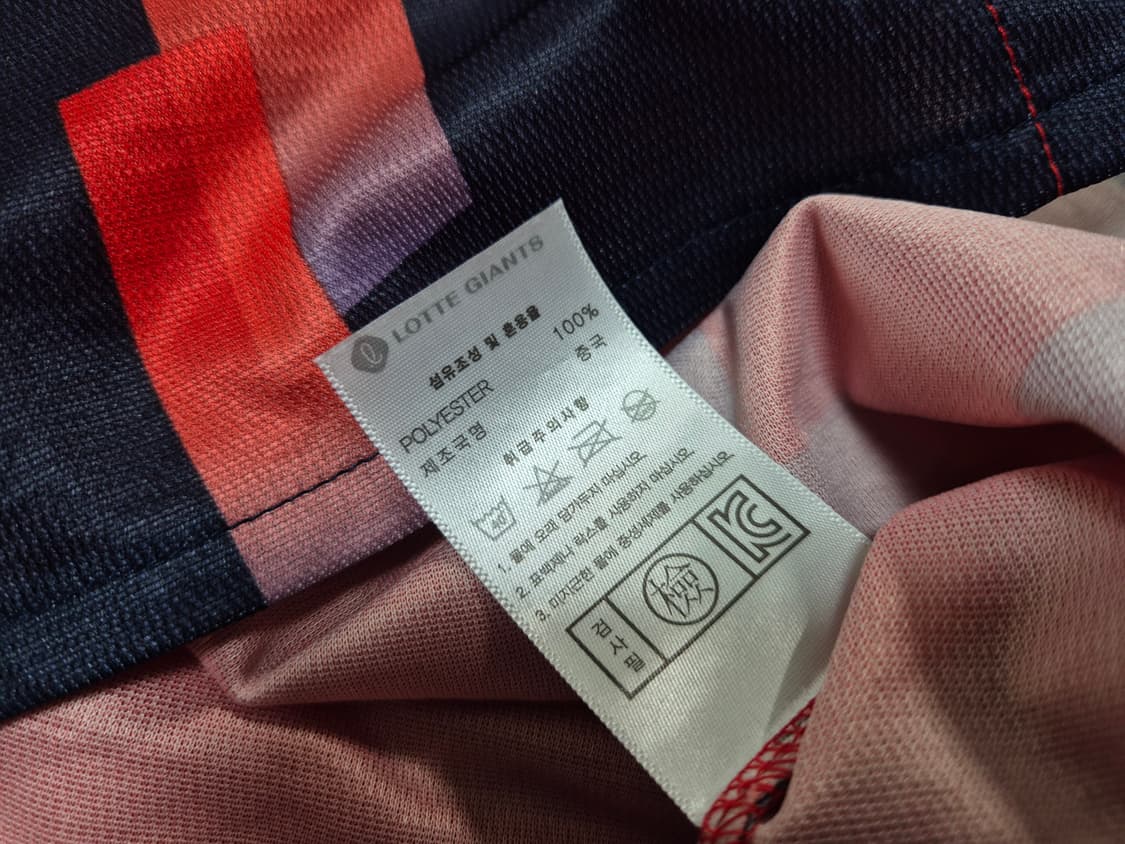 LOTTE GIANTS
섬유조성 및 혼용율
POLYESTER 100%
제조국명 중국
취급주의사항
40
1. 물에 오래 담가두지 마십시오.
2. 표백제나 락스를 사용하지 마십시오.
3. 미지근한 물에 중성세제를 사용하십시오.
검사필 檢 KC